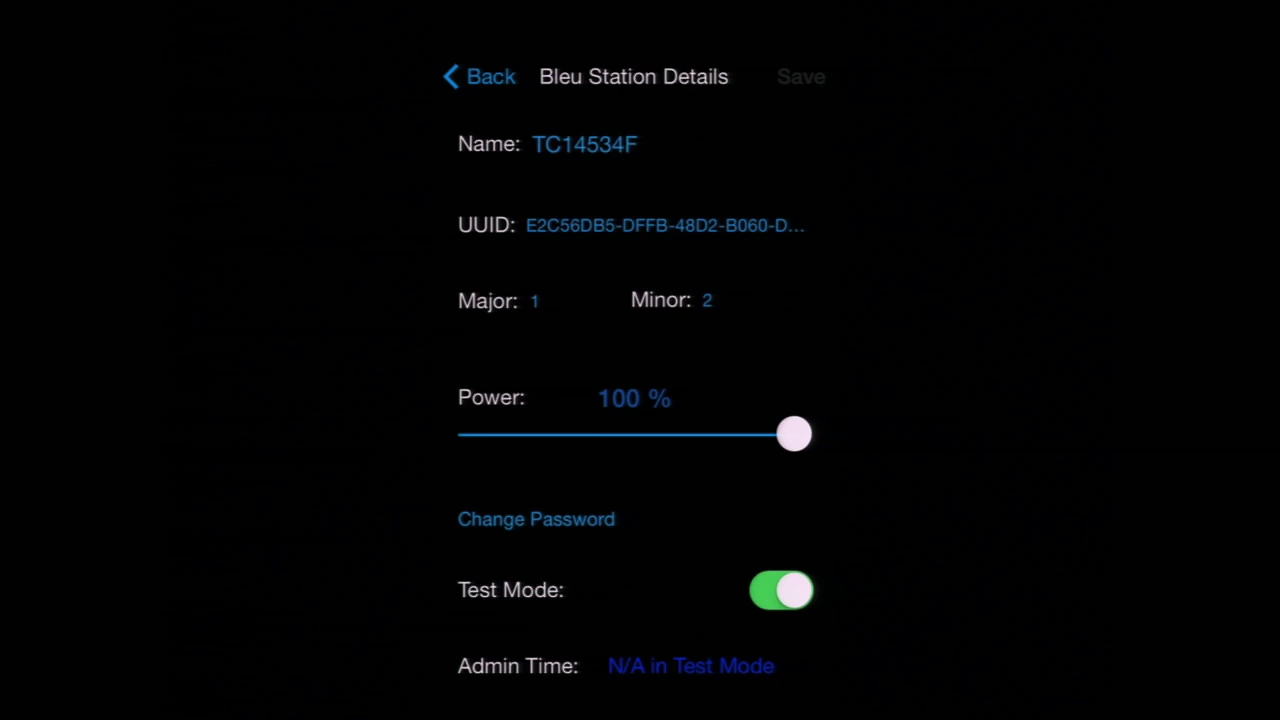 Back Bleu Station Details Save
Name: TC14534F
UUID: E2C56DB5-DFFB-48D2-B060-D...
Major: 1 Minor: 2
Power: 100 %
Change Password
Test Mode:
Admin Time: N/A in Test Mode